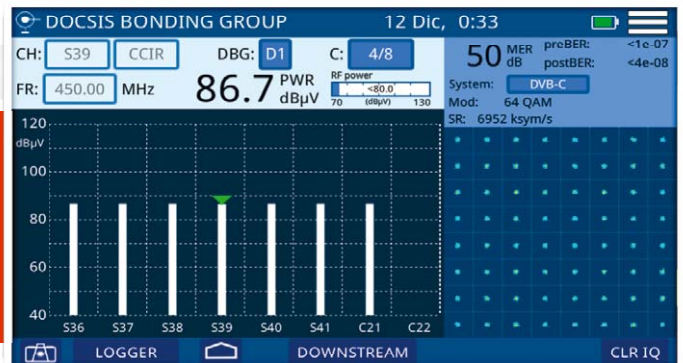 DOCSIS BONDING GROUP 12 Dic, 0:33
CH: S39 CCIR DBG: D1 C: 4/8
FR: 450.00 MHz 86.7 PWR dBµV
RF power
<80.0
70 (dBµV) 130
50 MER dB
preBER: <1e-07
postBER: <4e-08
System: DVB-C
Mod: 64 QAM
SR: 6952 ksym/s
120
dBµV
100
80
60
40
S36 S37 S38 S39 S40 S41 C21 C22
LOGGER DOWNSTREAM CLR IQ